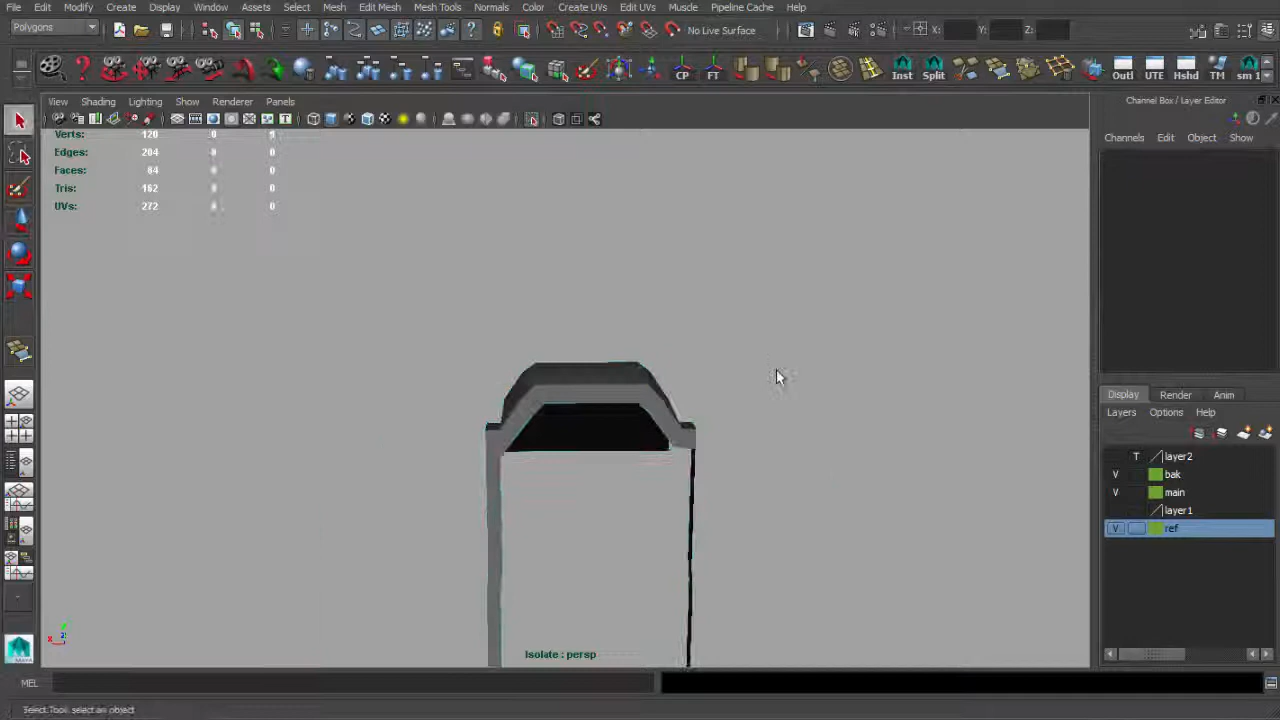 File Edit Modify Create Display Window Assets Select Mesh Edit Mesh Mesh Tools Normals Color Create UVs Edit UVs Muscle Pipeline Cache Help
Polygons No Live Surface X: Y: Z:
CP FT Inst Split Outl UTE Hshd TM sm 1
View Shading Lighting Show Renderer Panels Channel Box / Layer Editor
Channels Edit Object Show
Verts: 120 0 0
Edges: 204 0 0
Faces: 84 0 0
Tris: 162 0 0
UVs: 272 0 0
Display Render Anim
Layers Options Help
T layer2
V bak
V main
layer1
V ref
Isolate : persp
MEL
Select Tool: select an object